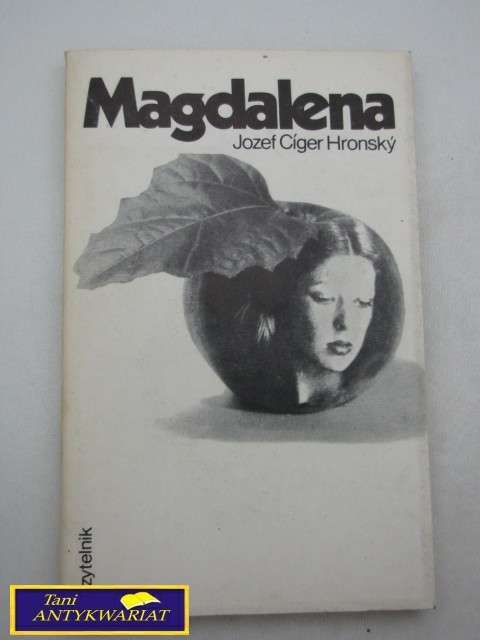 Magdalena
Jozef Cíger Hronský
zytelnik
Tani
ANTYKWARIAT